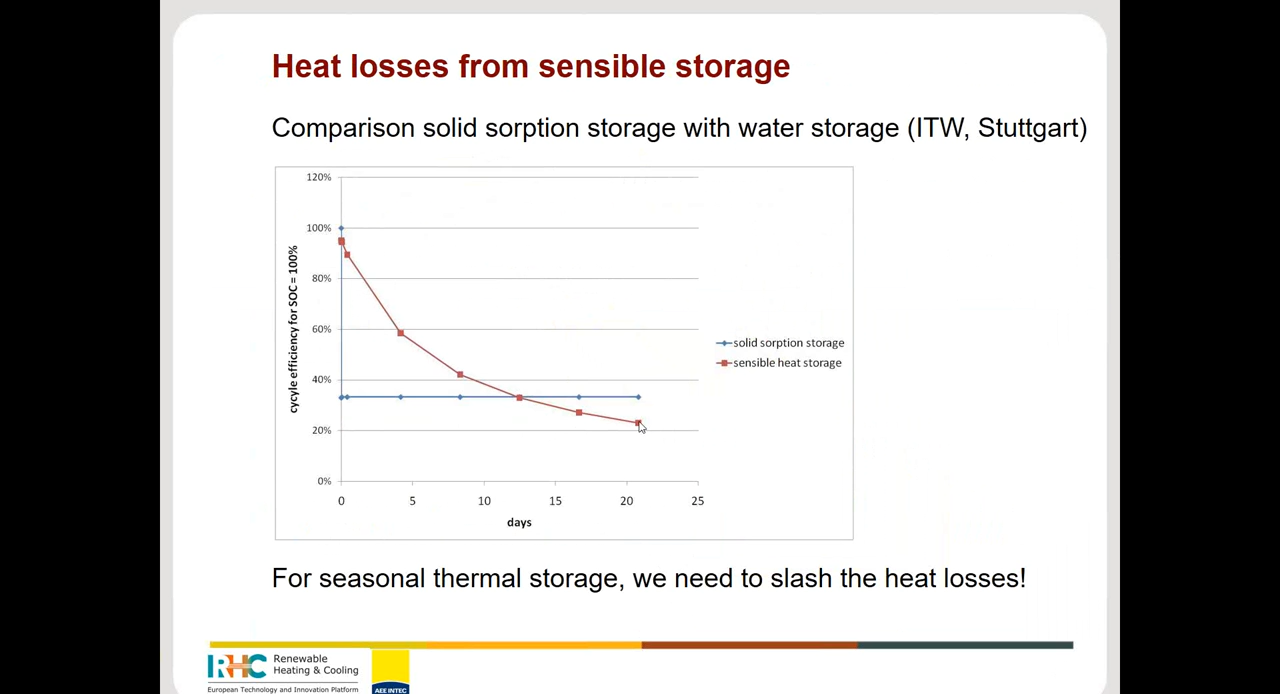 Heat losses from sensible storage
Comparison solid sorption storage with water storage (ITW, Stuttgart)
120%
100%
80%
60%
40%
20%
0%
cycyle efficiency for SOC = 100%
0 5 10 15 20 25
days
solid sorption storage
sensible heat storage
For seasonal thermal storage, we need to slash the heat losses!
RHC
Renewable
Heating & Cooling
European Technology and Innovation Platform
AEE INTEC